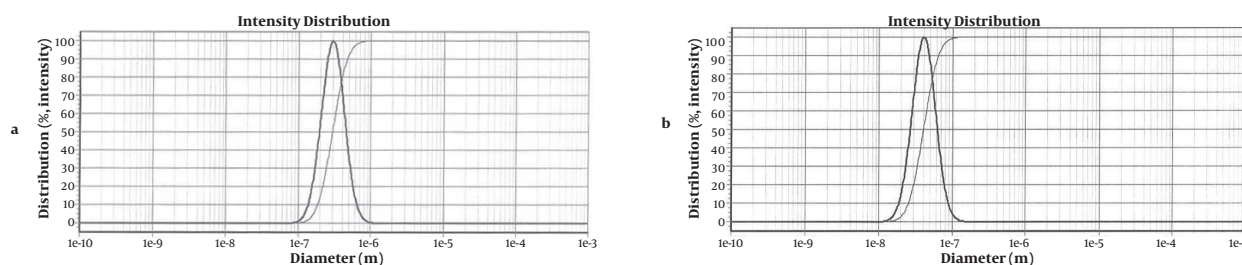 a
Intensity Distribution
Distribution (%, intensity)
100
90
80
70
60
50
40
30
20
10
0
1e-10 1e-9 1e-8 1e-7 1e-6 1e-5 1e-4 1e-3
Diameter (m)
b
Intensity Distribution
Distribution (%, intensity)
100
90
80
70
60
50
40
30
20
10
0
1e-10 1e-9 1e-8 1e-7 1e-6 1e-5 1e-4
Diameter (m)